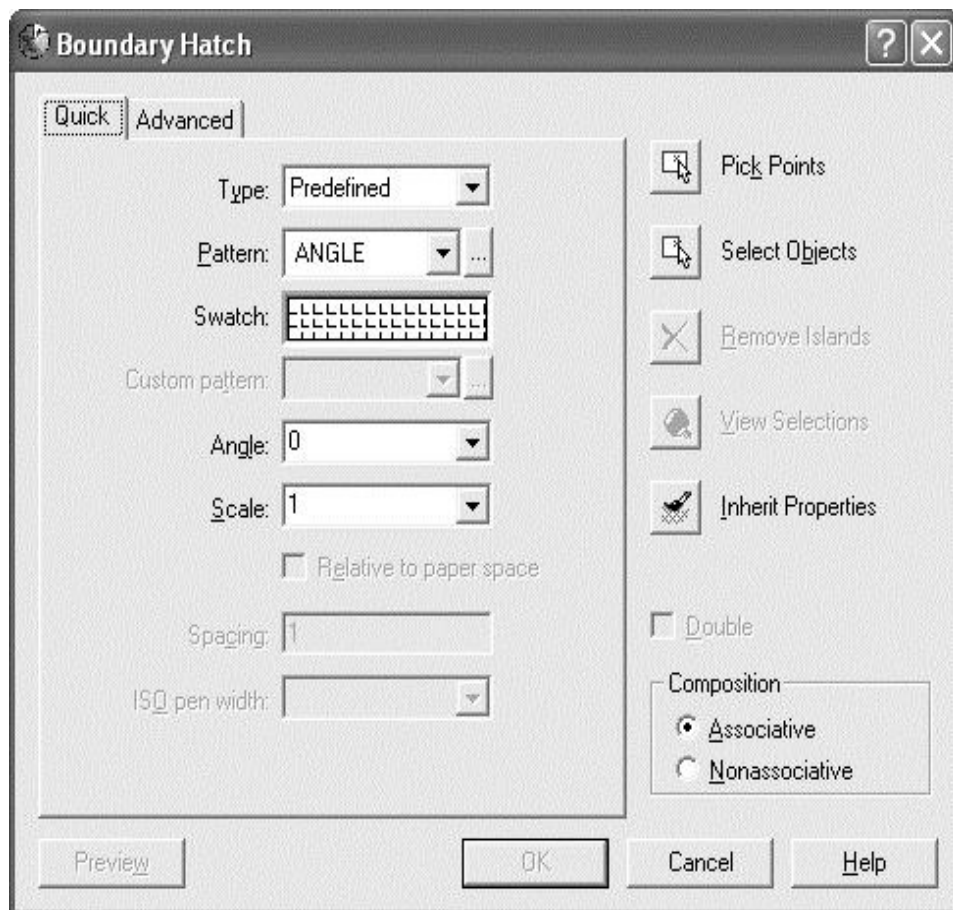 Boundary Hatch
Quick
Advanced
Type: Predefined
Pattern: ANGLE ...
Swatch:
Custom pattern: ...
Angle: 0
Scale: 1
Relative to paper space
Spacing: 1
ISO pen width:
Pick Points
Select Objects
Remove Islands
View Selections
Inherit Properties
Double
Composition
Associative
Nonassociative
Preview
OK
Cancel
Help